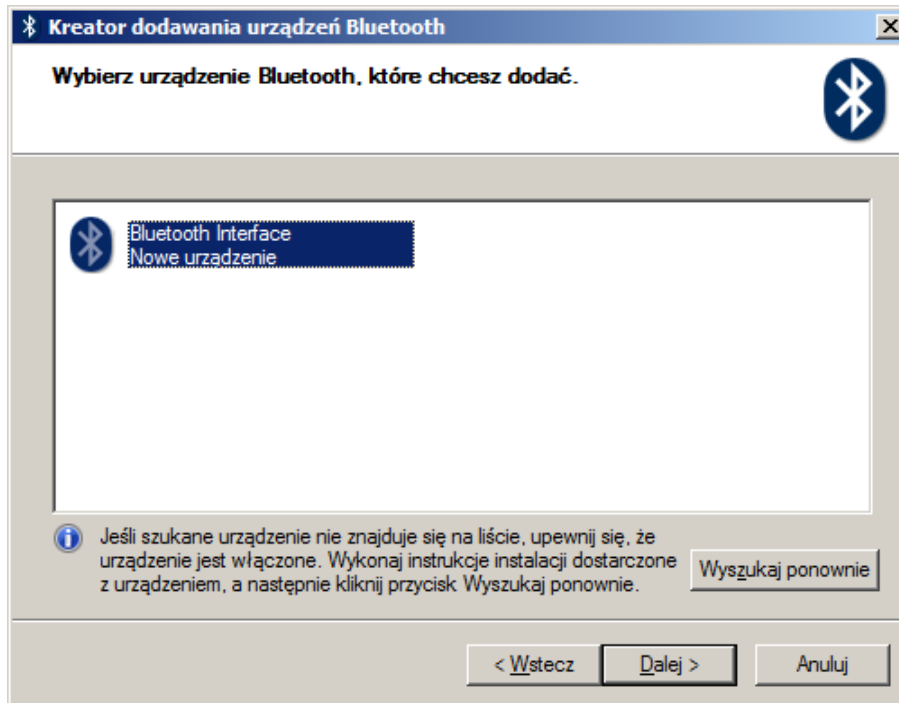 Kreator dodawania urządzeń Bluetooth
Wybierz urządzenie Bluetooth, które chcesz dodać.
Bluetooth Interface
Nowe urządzenie
Jeśli szukane urządzenie nie znajduje się na liście, upewnij się, że
urządzenie jest włączone. Wykonaj instrukcje instalacji dostarczone
z urządzeniem, a następnie kliknij przycisk Wyszukaj ponownie.
Wyszukaj ponownie
< Wstecz
Dalej >
Anuluj